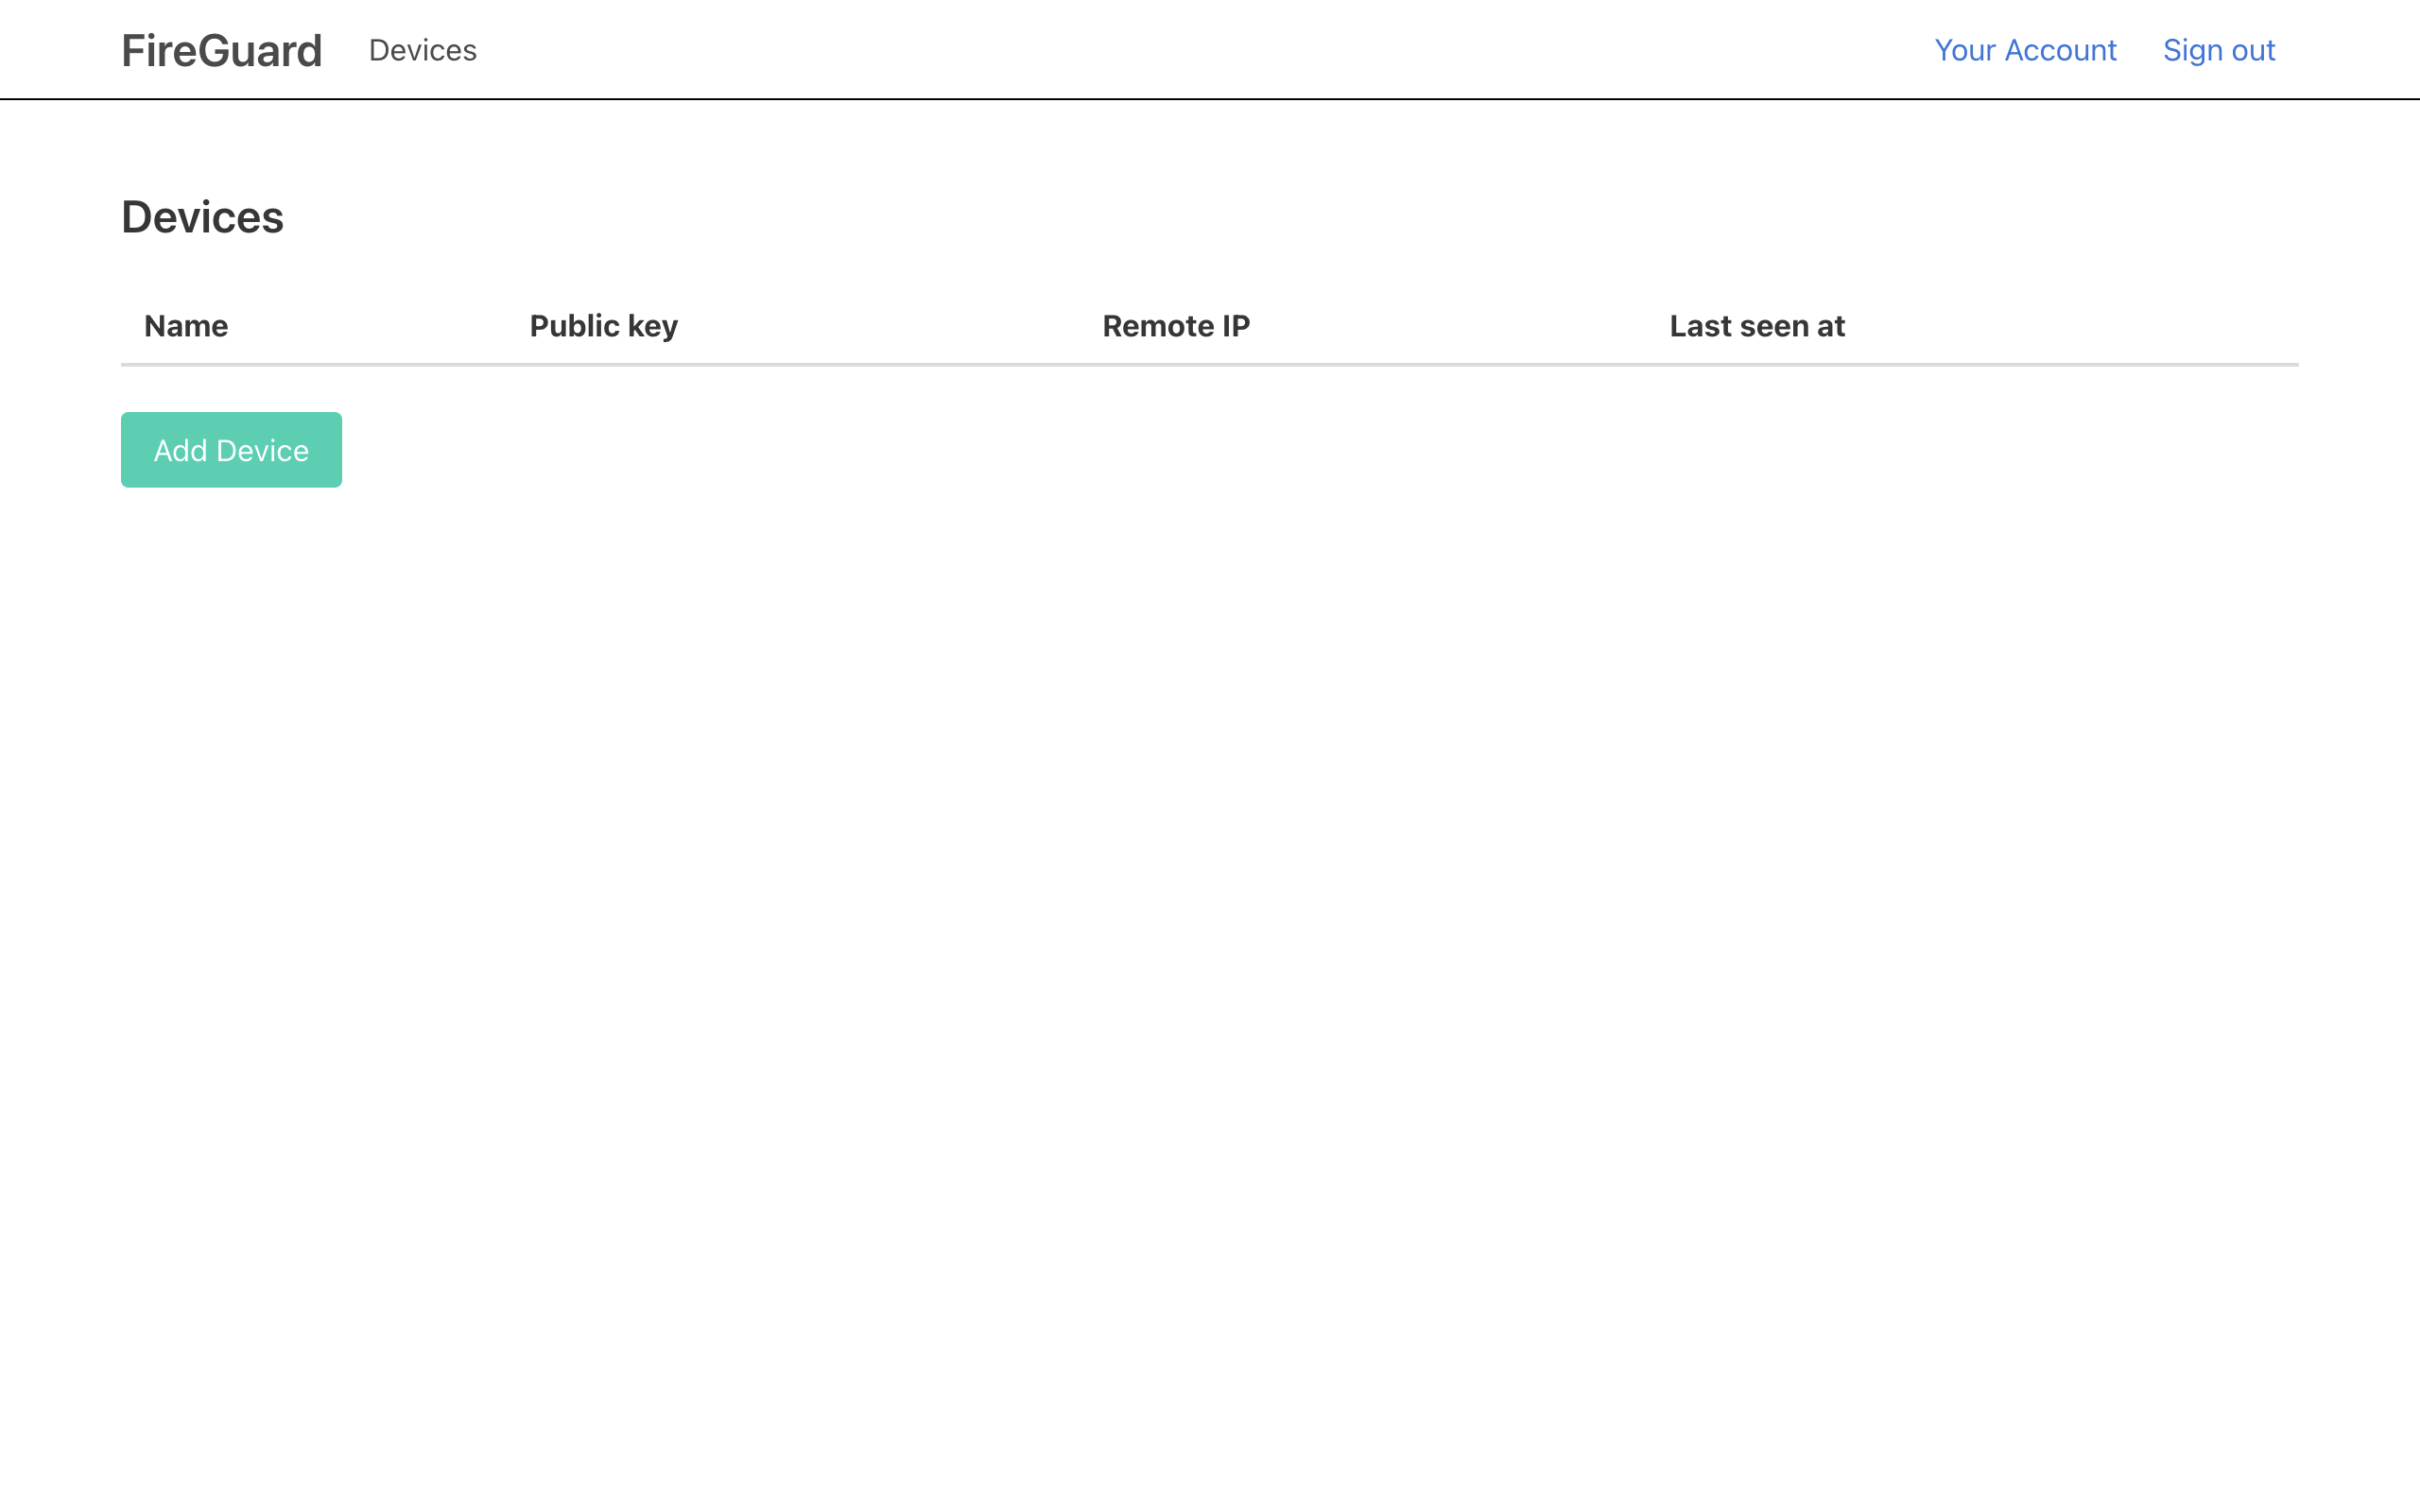 FireGuard Devices Your Account Sign out
Devices
Name Public key Remote IP Last seen at
Add Device